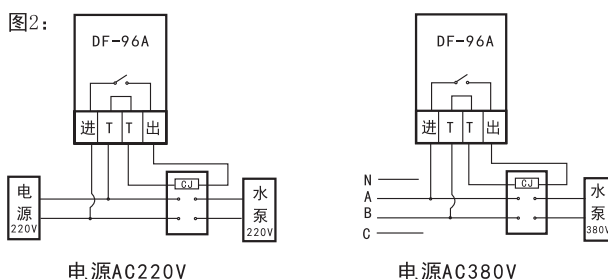 图2:
DF-96A
进 T T 出
CJ
电源
220V
水泵
220V
电源AC220V
DF-96A
进 T T 出
CJ
N
A
B
C
水泵
380V
电源AC380V